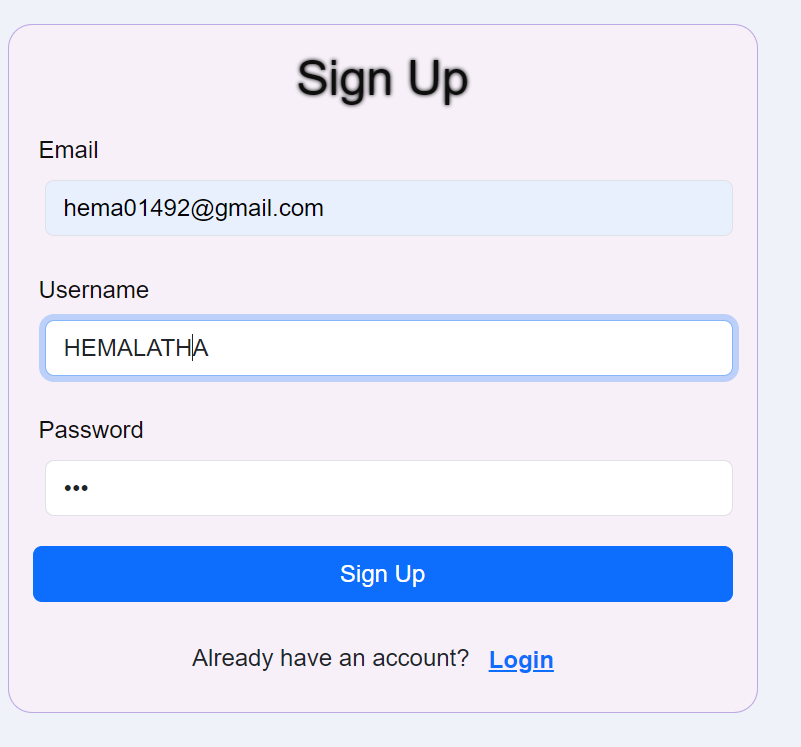 Sign Up
Email
hema01492@gmail.com
Username
HEMALATHA
Password
•••
Sign Up
Already have an account? Login